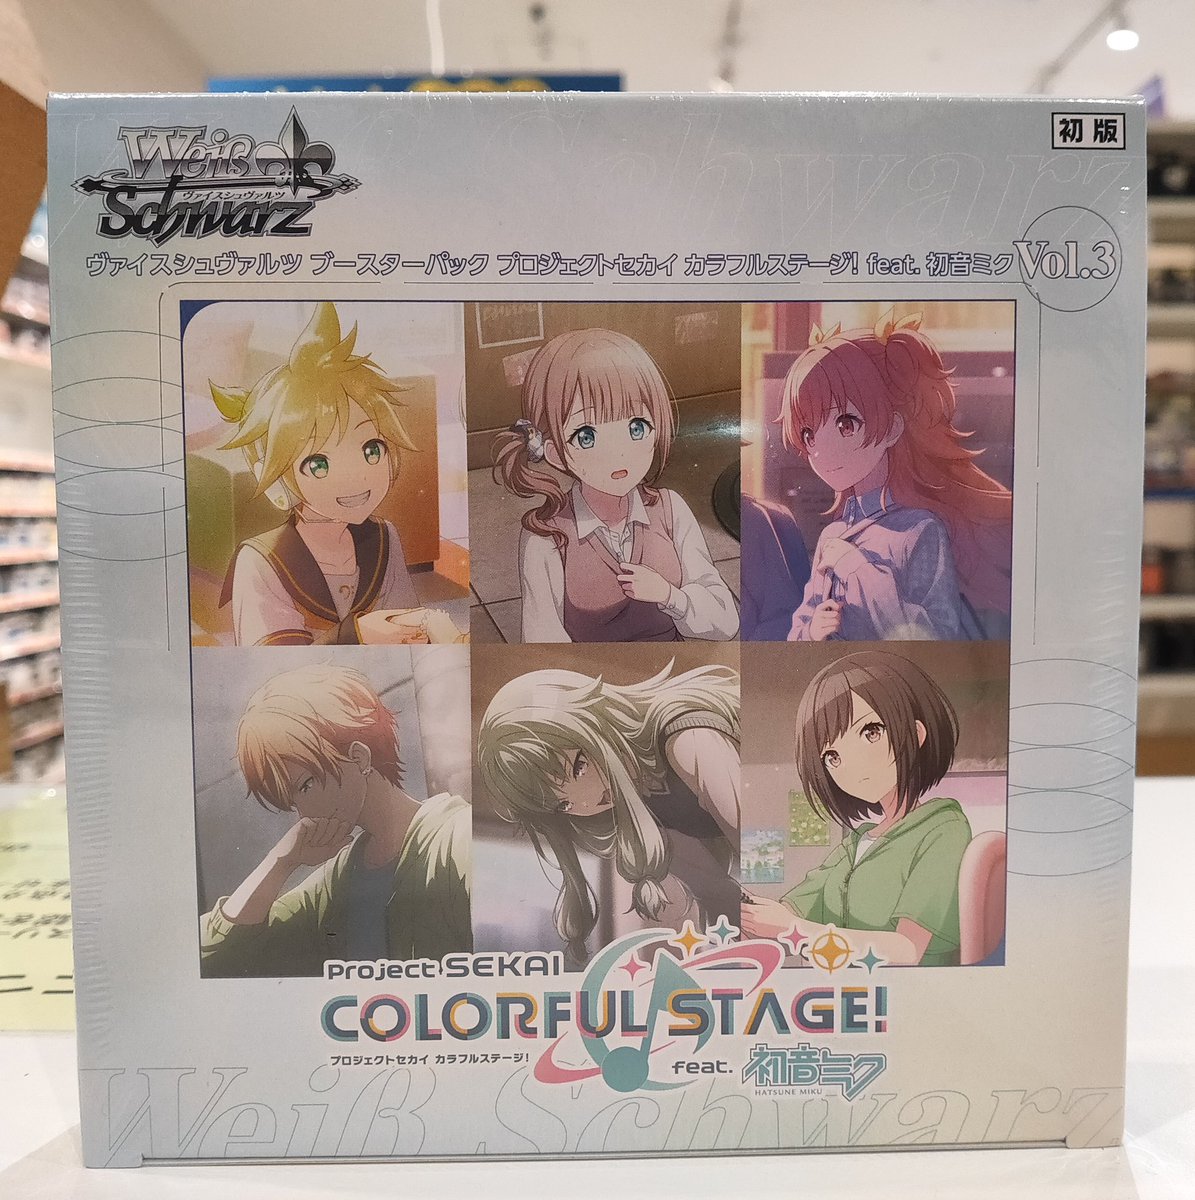 Weiß
ヴァイスシュヴァルツ
Schwarz
初版
ヴァイスシュヴァルツ ブースターパック プロジェクトセカイ カラフルステージ! feat. 初音ミク Vol.3
Project SEKAI
COLORFUL STAGE!
プロジェクトセカイ カラフルステージ!
feat. 初音ミク
HATSUNE MIKU
Weiß Schwarz